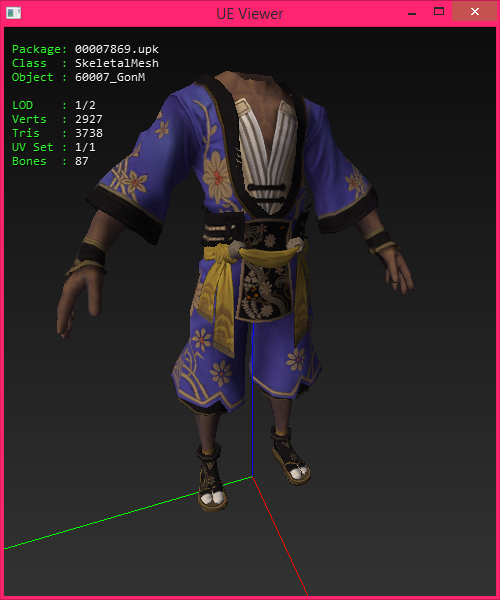 UE Viewer
Package: 00007869.upk
Class  : SkeletalMesh
Object : 60007_GonM
LOD    : 1/2
Verts  : 2927
Tris   : 3738
UV Set : 1/1
Bones  : 87